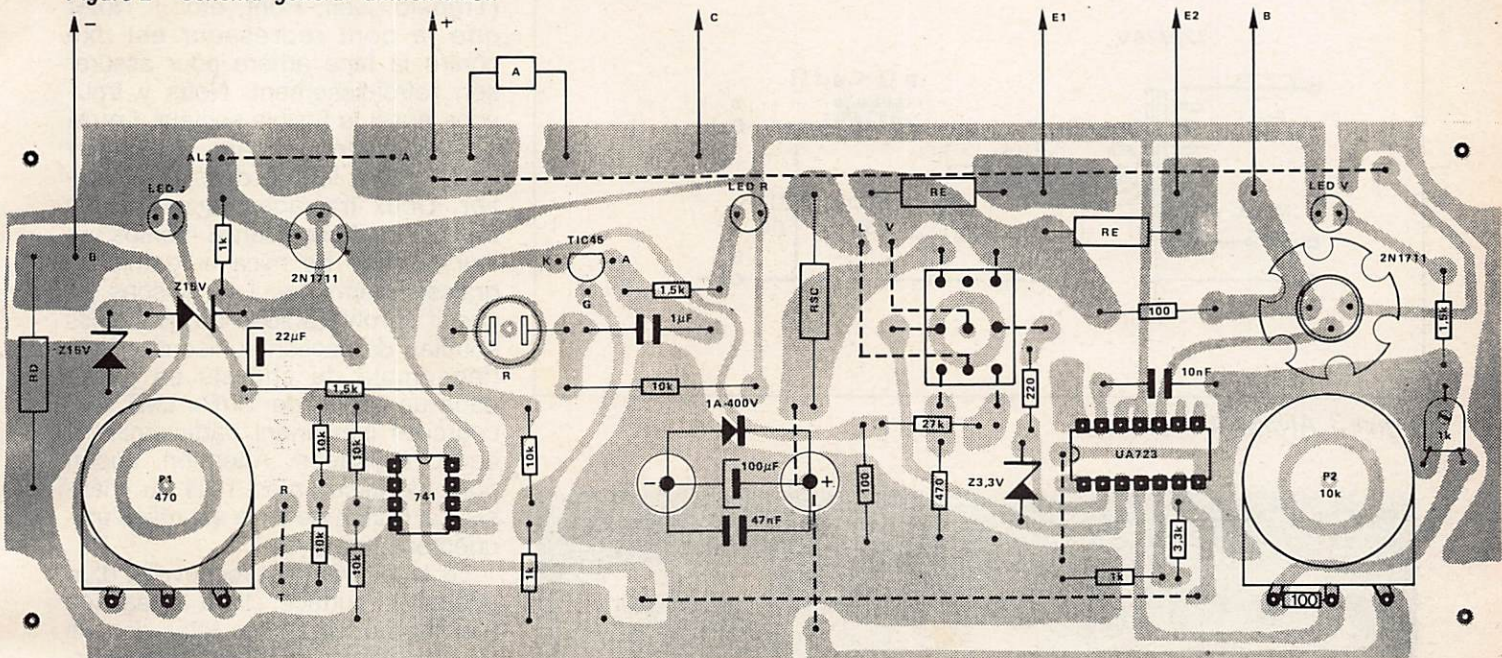 -
+
C
E1
E2
B
A
AL2
A
LED J
LED R
LED V
1k
2N1711
TIC45
K
A
G
L
V
RE
RE
2N1711
B
Z15V
Z15V
RD
22µF
1,5k
1µF
1,5k
R
10k
RSC
100
1,5k
10nF
220
1A-400V
27k
UA723
1k
P1
470
10k
10k
741
10k
-
100µF
+
47nF
100
470
Z3,3V
P2
10k
R
T
10k
10k
1k
3,3k
1k
100